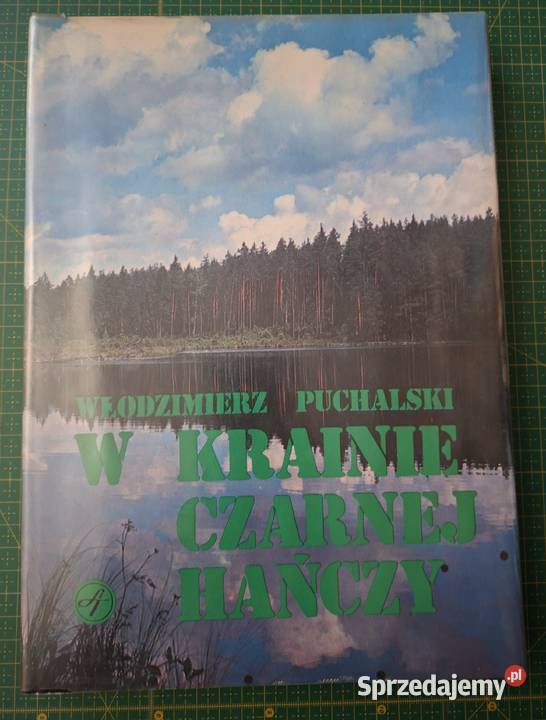 WŁODZIMIERZ PUCHALSKI
W KRAINIE
CZARNEJ
HAŃCZY
Sprzedajemy.pl